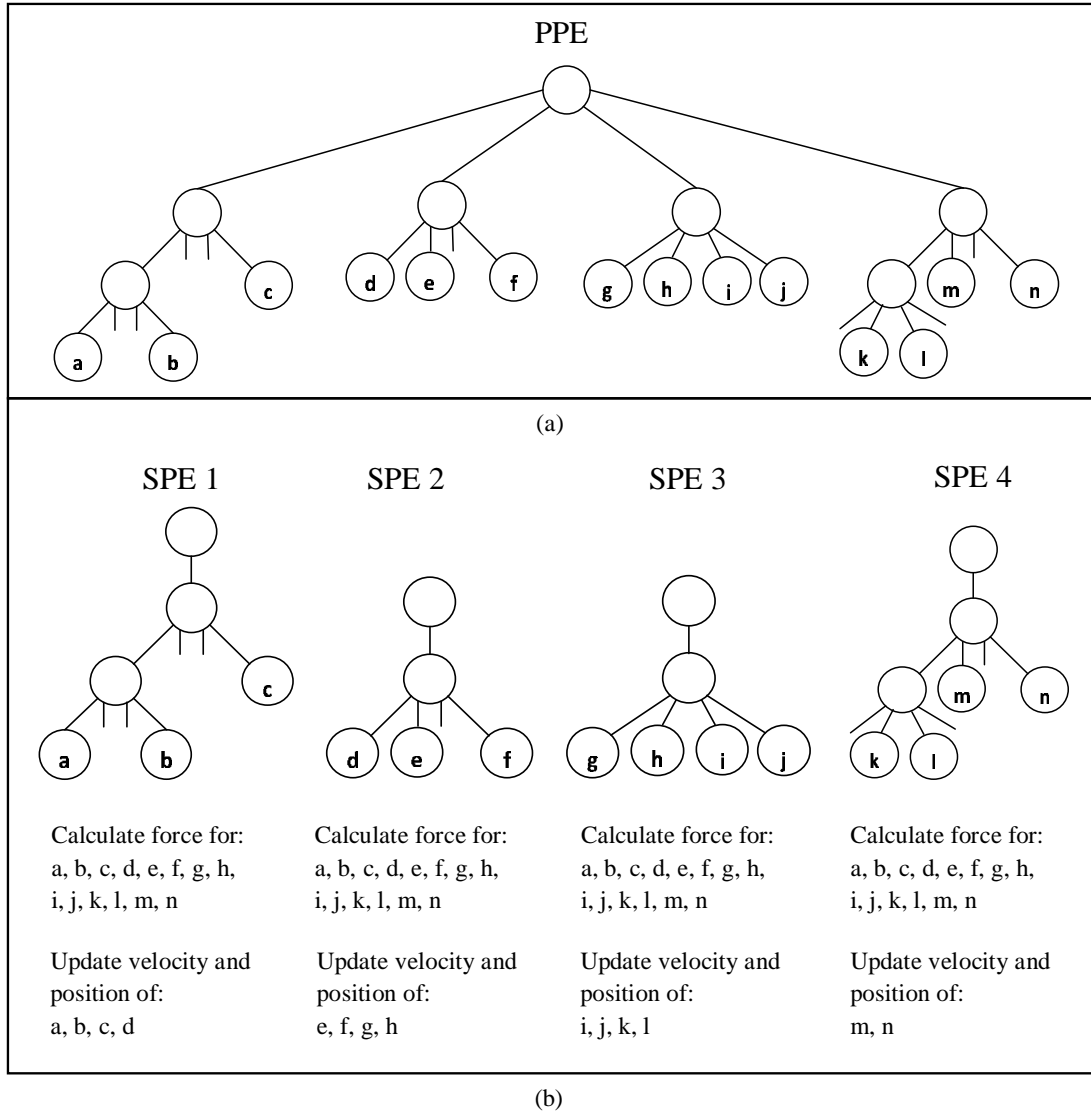 PPE
c
d e f
g h i j
m n
a b
k l
(a)
SPE 1 SPE 2 SPE 3 SPE 4
c
m n
a b
d e f
g h i j
k l
Calculate force for:
a, b, c, d, e, f, g, h,
i, j, k, l, m, n
Update velocity and
position of:
a, b, c, d
Calculate force for:
a, b, c, d, e, f, g, h,
i, j, k, l, m, n
Update velocity and
position of:
e, f, g, h
Calculate force for:
a, b, c, d, e, f, g, h,
i, j, k, l, m, n
Update velocity and
position of:
i, j, k, l
Calculate force for:
a, b, c, d, e, f, g, h,
i, j, k, l, m, n
Update velocity and
position of:
m, n
(b)